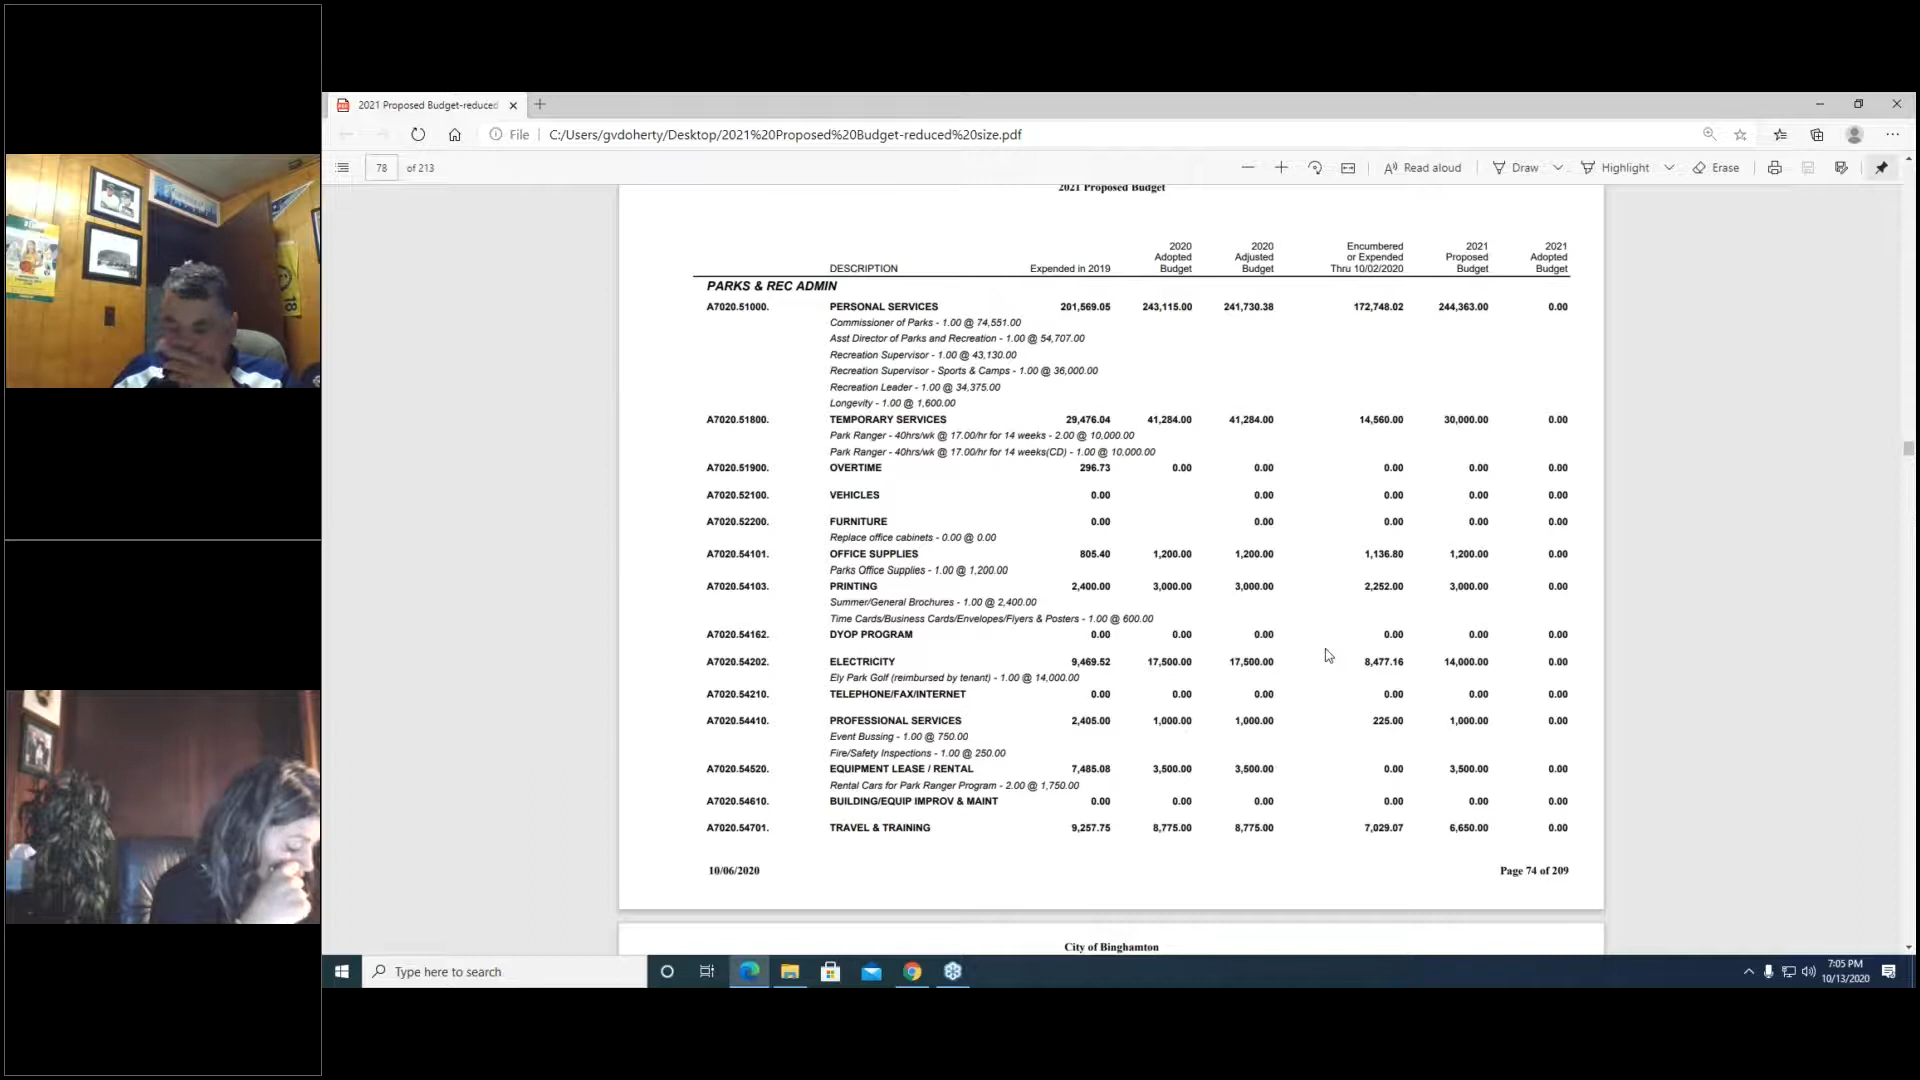 2021 Proposed Budget-reduced
File C:/Users/gvdoherty/Desktop/2021%20Proposed%20Budget-reduced%20size.pdf
78 of 213
Read aloud Draw Highlight Erase
2021 Proposed Budget
DESCRIPTION Expended in 2019 2020 Adopted Budget 2020 Adjusted Budget Encumbered or Expended Thru 10/02/2020 2021 Proposed Budget 2021 Adopted Budget
PARKS & REC ADMIN
A7020.51000. PERSONAL SERVICES 201,569.05 243,115.00 241,730.38 172,748.02 244,363.00 0.00
Commissioner of Parks - 1.00 @ 74,551.00
Asst Director of Parks and Recreation - 1.00 @ 54,707.00
Recreation Supervisor - 1.00 @ 43,130.00
Recreation Supervisor - Sports & Camps - 1.00 @ 36,000.00
Recreation Leader - 1.00 @ 34,375.00
Longevity - 1.00 @ 1,600.00
A7020.51800. TEMPORARY SERVICES 29,476.04 41,284.00 41,284.00 14,560.00 30,000.00 0.00
Park Ranger - 40hrs/wk @ 17.00/hr for 14 weeks - 2.00 @ 10,000.00
Park Ranger - 40hrs/wk @ 17.00/hr for 14 weeks(CD) - 1.00 @ 10,000.00
A7020.51900. OVERTIME 296.73 0.00 0.00 0.00 0.00 0.00
A7020.52100. VEHICLES 0.00 0.00 0.00 0.00 0.00
A7020.52200. FURNITURE 0.00 0.00 0.00 0.00 0.00
Replace office cabinets - 0.00 @ 0.00
A7020.54101. OFFICE SUPPLIES 805.40 1,200.00 1,200.00 1,136.80 1,200.00 0.00
Parks Office Supplies - 1.00 @ 1,200.00
A7020.54103. PRINTING 2,400.00 3,000.00 3,000.00 2,252.00 3,000.00 0.00
Summer/General Brochures - 1.00 @ 2,400.00
Time Cards/Business Cards/Envelopes/Flyers & Posters - 1.00 @ 600.00
A7020.54162. DYOP PROGRAM 0.00 0.00 0.00 0.00 0.00 0.00
A7020.54202. ELECTRICITY 9,469.52 17,500.00 17,500.00 8,477.16 14,000.00 0.00
Ely Park Golf (reimbursed by tenant) - 1.00 @ 14,000.00
A7020.54210. TELEPHONE/FAX/INTERNET 0.00 0.00 0.00 0.00 0.00 0.00
A7020.54410. PROFESSIONAL SERVICES 2,405.00 1,000.00 1,000.00 225.00 1,000.00 0.00
Event Bussing - 1.00 @ 750.00
Fire/Safety Inspections - 1.00 @ 250.00
A7020.54520. EQUIPMENT LEASE / RENTAL 7,485.08 3,500.00 3,500.00 0.00 3,500.00 0.00
Rental Cars for Park Ranger Program - 2.00 @ 1,750.00
A7020.54610. BUILDING/EQUIP IMPROV & MAINT 0.00 0.00 0.00 0.00 0.00 0.00
A7020.54701. TRAVEL & TRAINING 9,257.75 8,775.00 8,775.00 7,029.07 6,650.00 0.00
10/06/2020 Page 74 of 209
City of Binghamton
Type here to search
7:05 PM
10/13/2020
18